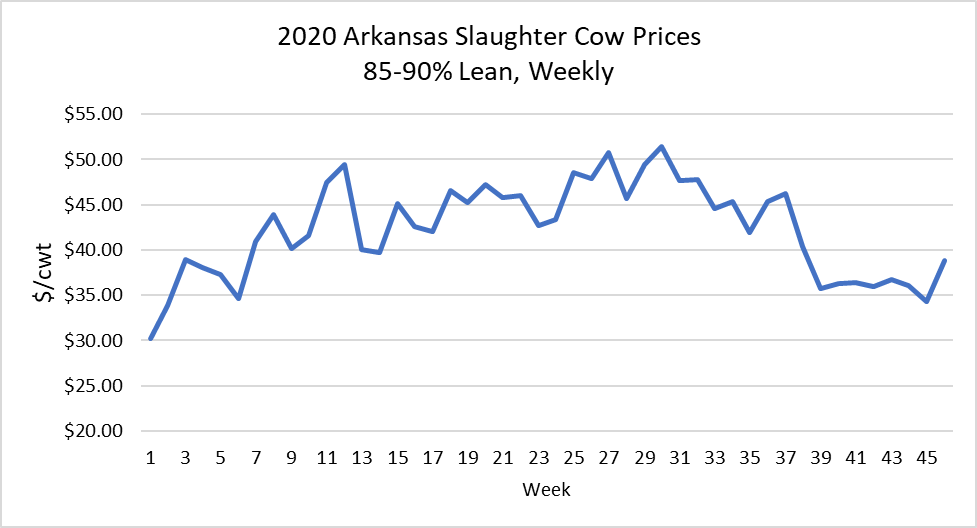 2020 Arkansas Slaughter Cow Prices
85-90% Lean, Weekly
$55.00
$50.00
$45.00
$40.00
$35.00
$30.00
$25.00
$20.00
$/cwt
1 3 5 7 9 11 13 15 17 19 21 23 25 27 29 31 33 35 37 39 41 43 45
Week